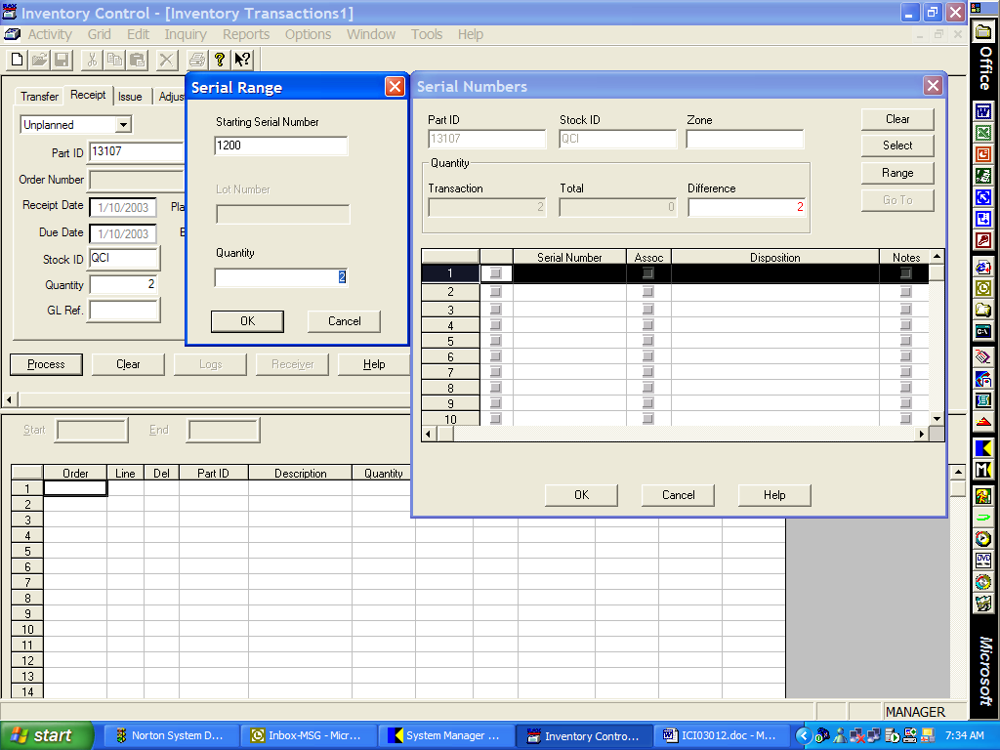 Inventory Control - [Inventory Transactions1]
Activity Grid Edit Inquiry Reports Options Window Tools Help
Transfer Receipt Issue Adjus
Unplanned
Part ID 13107
Order Number
Receipt Date 1/10/2003 Pla
Due Date 1/10/2003 E
Stock ID QCI
Quantity 2
GL Ref.
Process Clear Logs Receiver Help
Serial Range
Starting Serial Number
1200
Lot Number
Quantity
2
OK Cancel
Serial Numbers
Part ID Stock ID Zone
13107 QCI
Clear
Select
Range
Go To
Quantity
Transaction Total Difference
2 0 2
Serial Number Assoc Disposition Notes
1
2
3
4
5
6
7
8
9
10
OK Cancel Help
Start End
Order Line Del Part ID Description Quantity
1
2
3
4
5
6
7
8
9
10
11
12
13
14
MANAGER
Office
Microsoft
start Norton System D... Inbox-MSG - Micr... System Manager ... Inventory Contro... ICI03012.doc - M... 7:34 AM